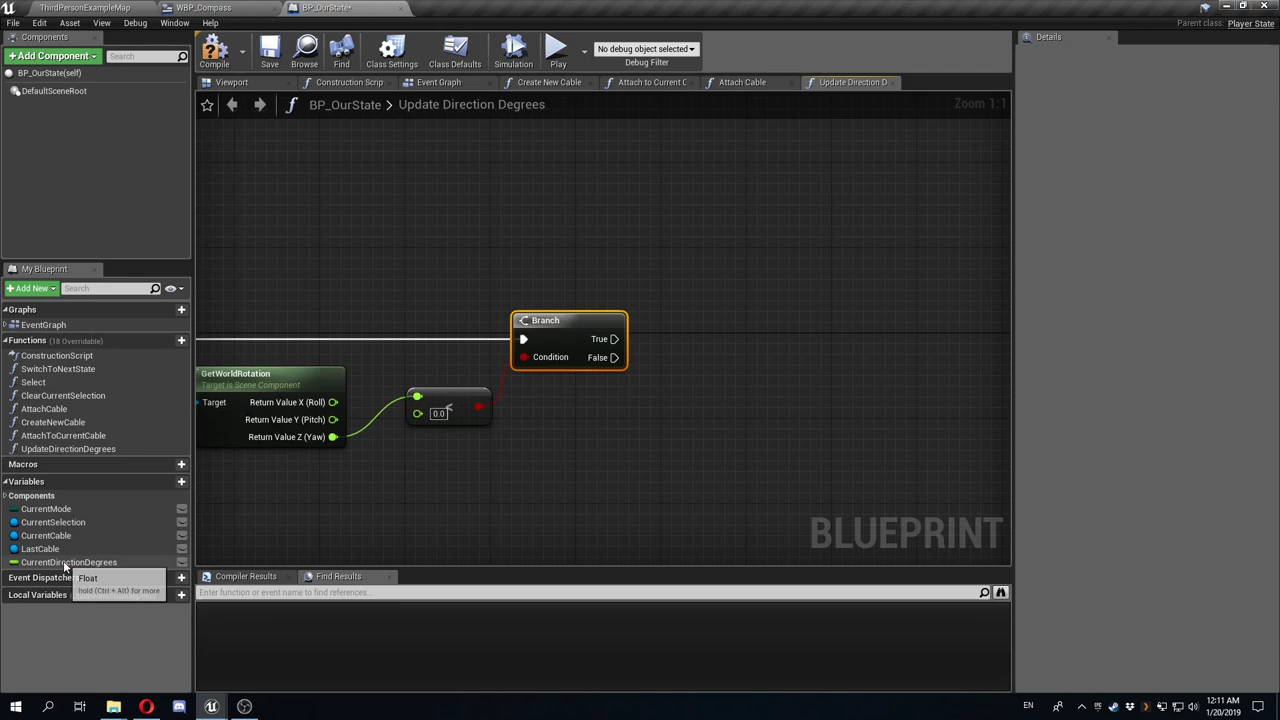 ThirdPersonExampleMap
WBP_Compass
BP_OurState*
File Edit Asset View Debug Window Help
Parent class: Player State
Components
Details
+Add Component
Search
BP_OurState(self)
DefaultSceneRoot
Compile
Save
Browse
Find
Class Settings
Class Defaults
Simulation
Play
No debug object selected
Debug Filter
Viewport
Construction Scrip
Event Graph
Create New Cable
Attach to Current C
Attach Cable
Update Direction D
BP_OurState > Update Direction Degrees
Zoom 1:1
My Blueprint
+Add New
Search
Graphs
EventGraph
Functions (18 Overridable)
ConstructionScript
SwitchToNextState
Select
ClearCurrentSelection
AttachCable
CreateNewCable
AttachToCurrentCable
UpdateDirectionDegrees
Macros
Variables
Components
CurrentMode
CurrentSelection
CurrentCable
LastCable
CurrentDirectionDegrees
Event Dispatche
Float
hold (Ctrl + Alt) for more
Local Variables
Branch
True
Condition
False
GetWorldRotation
Target is Scene Component
Target
Return Value X (Roll)
Return Value Y (Pitch)
Return Value Z (Yaw)
0.0
<
BLUEPRINT
Compiler Results
Find Results
Enter function or event name to find references...
EN
12:11 AM
1/20/2019